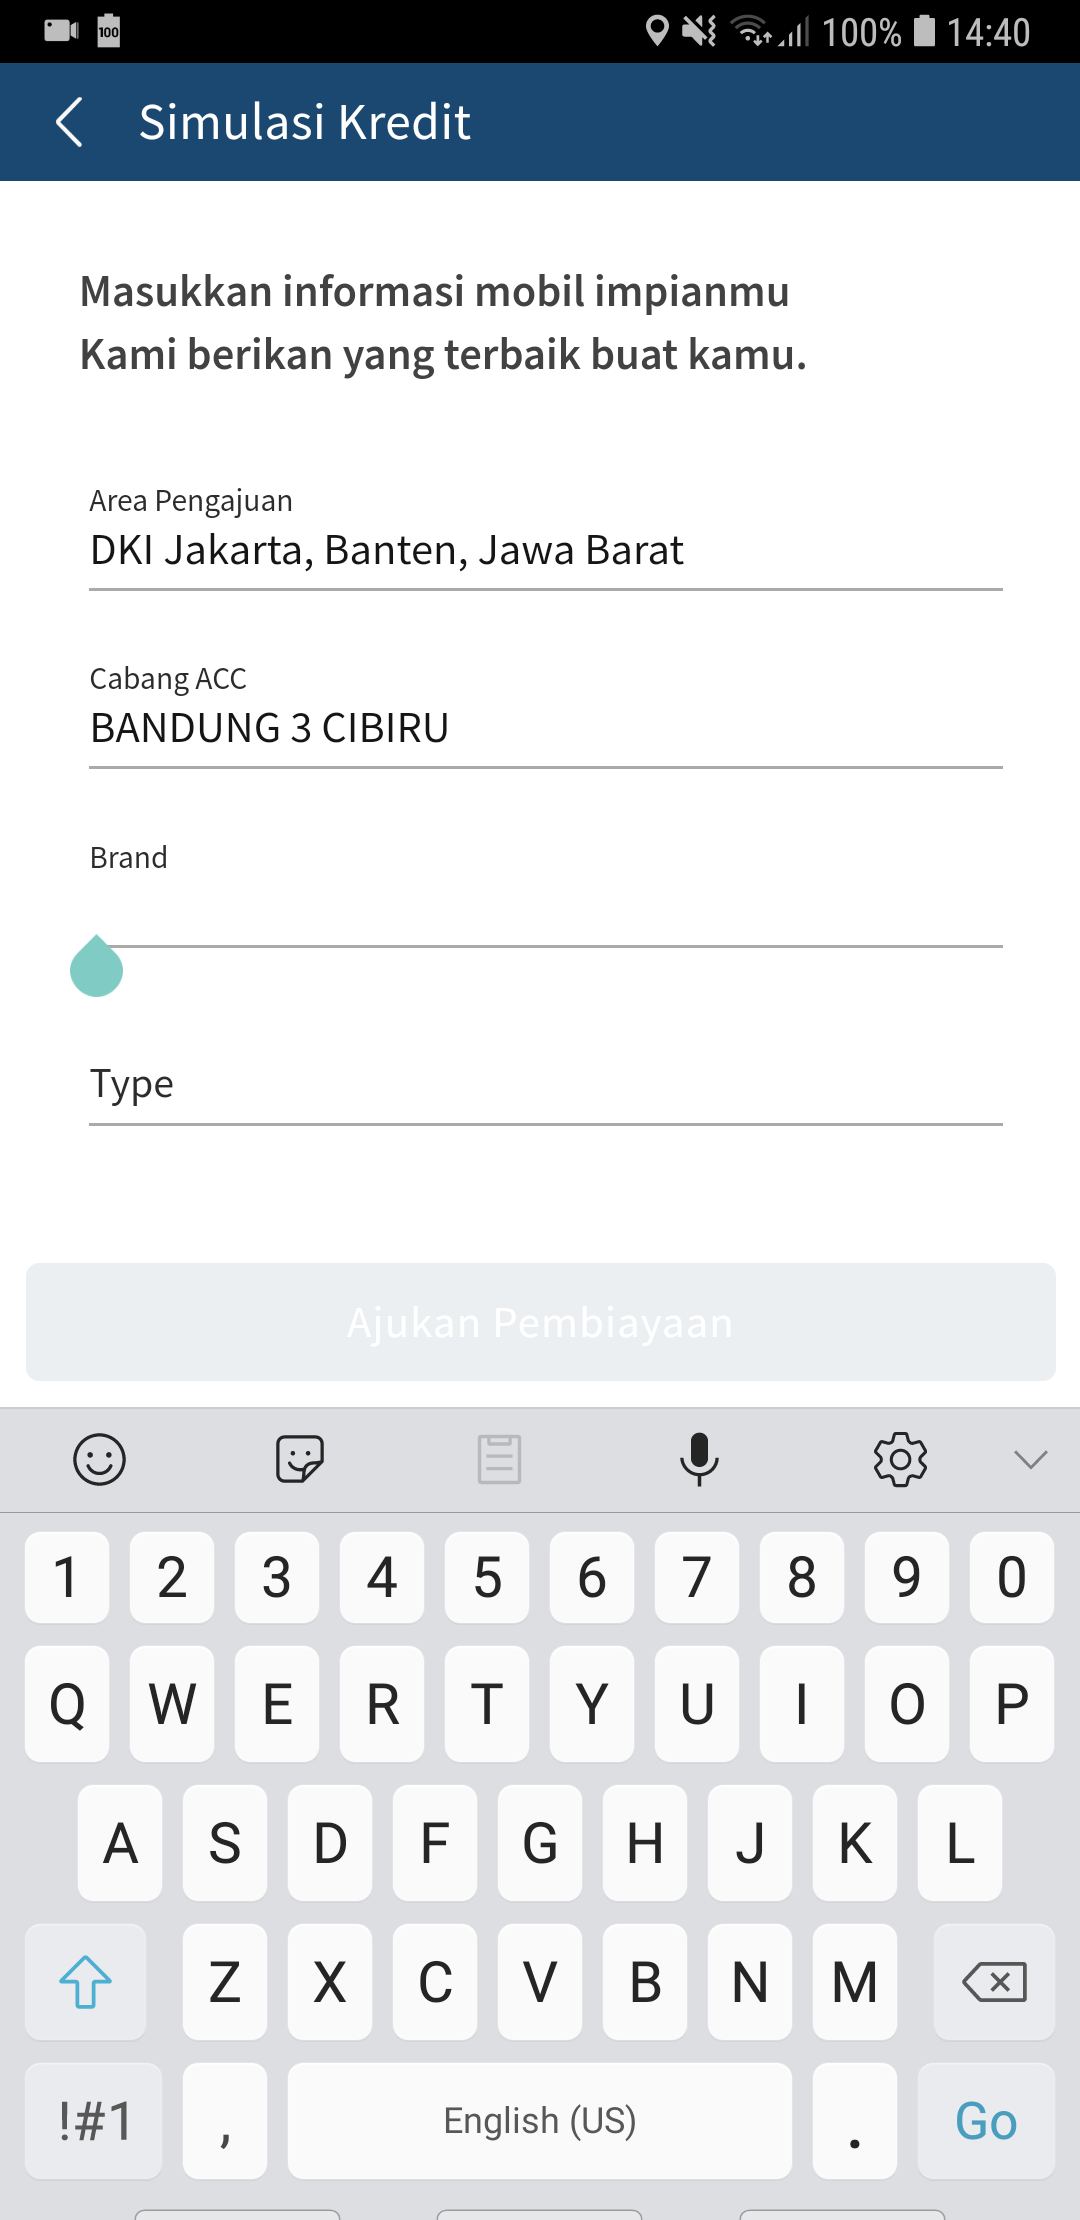 100 100% 14:40
Simulasi Kredit
Masukkan informasi mobil impianmu
Kami berikan yang terbaik buat kamu.
Area Pengajuan
DKI Jakarta, Banten, Jawa Barat
Cabang ACC
BANDUNG 3 CIBIRU
Brand
Type
Ajukan Pembiayaan
1 2 3 4 5 6 7 8 9 0
Q W E R T Y U I O P
A S D F G H J K L
Z X C V B N M
!#1 , English (US) . Go